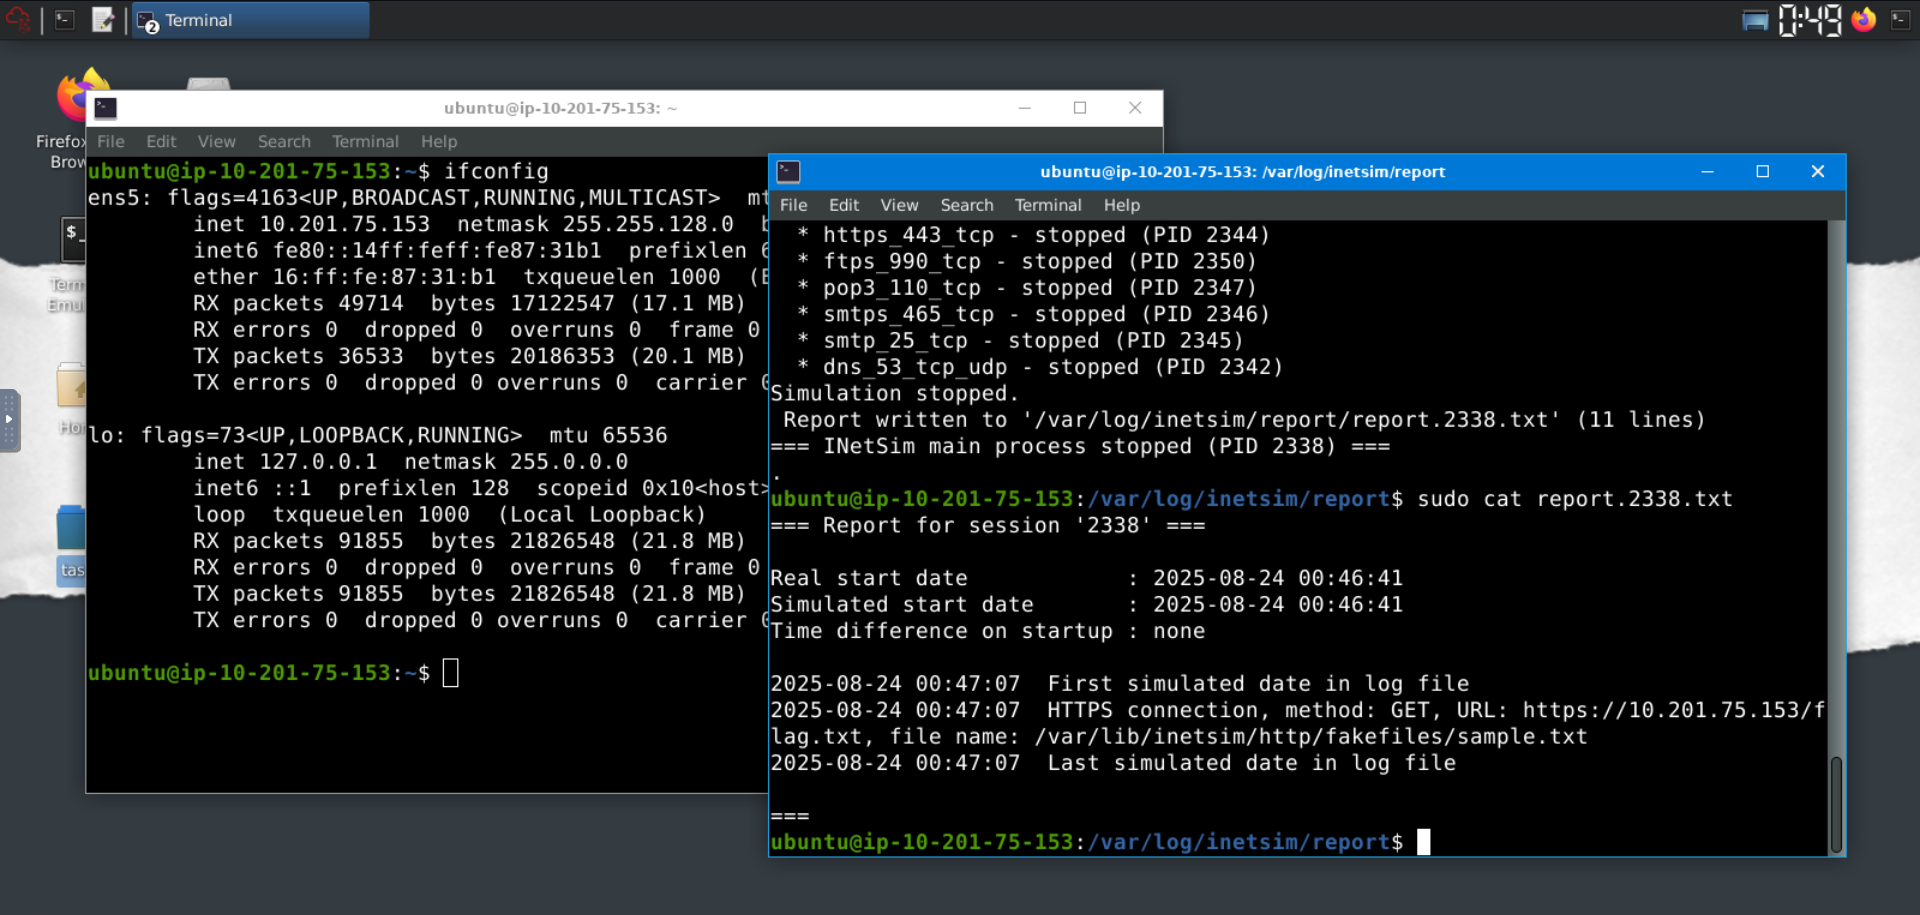 Terminal
2
0:49
Firefox
Brow
Term
Emu
Ho
tas
ubuntu@ip-10-201-75-153: ~
File Edit View Search Terminal Help
ubuntu@ip-10-201-75-153:~$ ifconfig
ens5: flags=4163<UP,BROADCAST,RUNNING,MULTICAST>  mt
        inet 10.201.75.153  netmask 255.255.128.0  b
        inet6 fe80::14ff:feff:fe87:31b1  prefixlen 6
        ether 16:ff:fe:87:31:b1  txqueuelen 1000  (E
        RX packets 49714  bytes 17122547 (17.1 MB)
        RX errors 0  dropped 0  overruns 0  frame 0
        TX packets 36533  bytes 20186353 (20.1 MB)
        TX errors 0  dropped 0 overruns 0  carrier 0
lo: flags=73<UP,LOOPBACK,RUNNING>  mtu 65536
        inet 127.0.0.1  netmask 255.0.0.0
        inet6 ::1  prefixlen 128  scopeid 0x10<host>
        loop  txqueuelen 1000  (Local Loopback)
        RX packets 91855  bytes 21826548 (21.8 MB)
        RX errors 0  dropped 0  overruns 0  frame 0
        TX packets 91855  bytes 21826548 (21.8 MB)
        TX errors 0  dropped 0 overruns 0  carrier 0
ubuntu@ip-10-201-75-153:~$
ubuntu@ip-10-201-75-153: /var/log/inetsim/report
File Edit View Search Terminal Help
  * https_443_tcp - stopped (PID 2344)
  * ftps_990_tcp - stopped (PID 2350)
  * pop3_110_tcp - stopped (PID 2347)
  * smtps_465_tcp - stopped (PID 2346)
  * smtp_25_tcp - stopped (PID 2345)
  * dns_53_tcp_udp - stopped (PID 2342)
Simulation stopped.
 Report written to '/var/log/inetsim/report/report.2338.txt' (11 lines)
=== INetSim main process stopped (PID 2338) ===
.
ubuntu@ip-10-201-75-153:/var/log/inetsim/report$ sudo cat report.2338.txt
=== Report for session '2338' ===
Real start date            : 2025-08-24 00:46:41
Simulated start date       : 2025-08-24 00:46:41
Time difference on startup : none
2025-08-24 00:47:07  First simulated date in log file
2025-08-24 00:47:07  HTTPS connection, method: GET, URL: https://10.201.75.153/f
lag.txt, file name: /var/lib/inetsim/http/fakefiles/sample.txt
2025-08-24 00:47:07  Last simulated date in log file
===
ubuntu@ip-10-201-75-153:/var/log/inetsim/report$